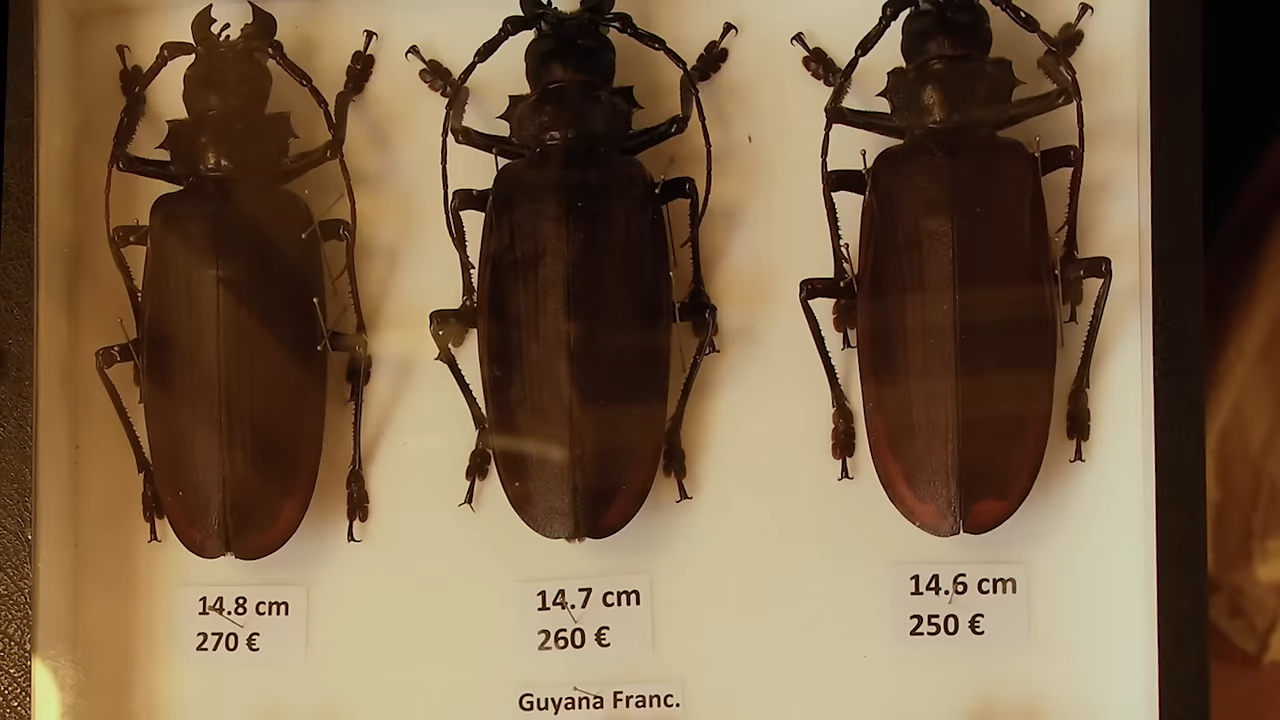 14.8 cm
270 €
14.7 cm
260 €
14.6 cm
250 €
Guyana Franc.